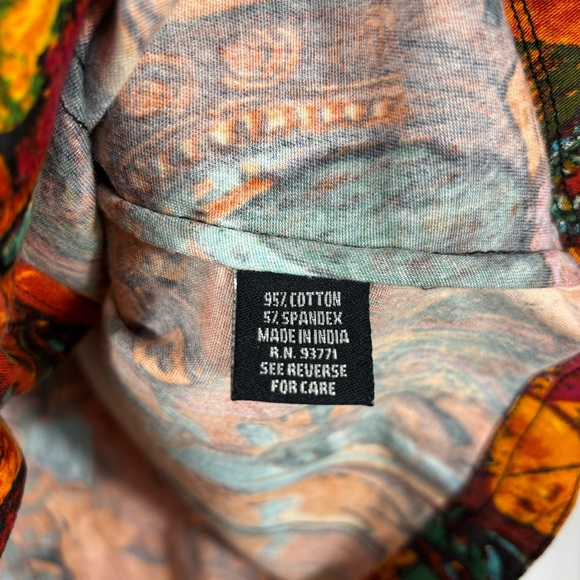 95% COTTON
5% SPANDEX
MADE IN INDIA
R.N. 93771
SEE REVERSE
FOR CARE